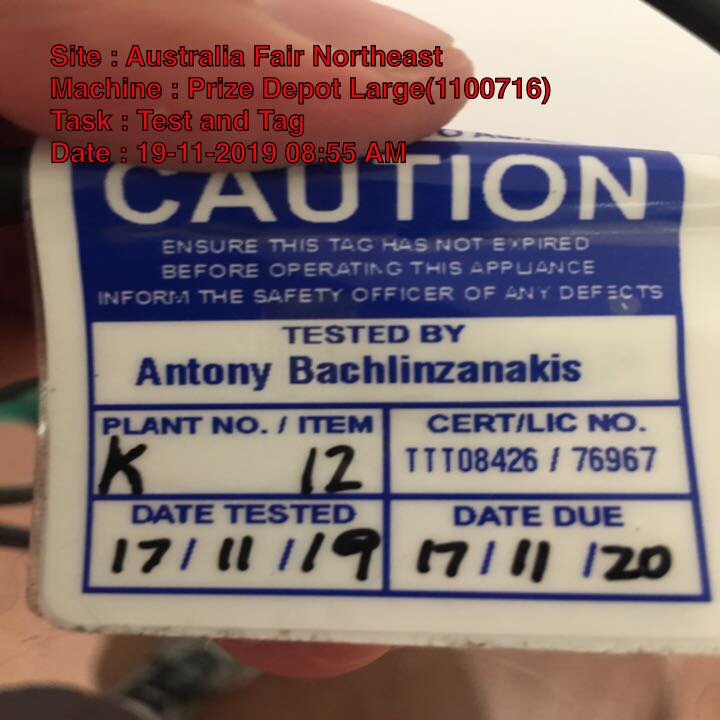 Site : Australia Fair Northeast
Machine : Prize Depot Large(1100716)
Task : Test and Tag
Date : 19-11-2019 08:55 AM
CAUTION
ENSURE THIS TAG HAS NOT EXPIRED
BEFORE OPERATING THIS APPLIANCE
INFORM THE SAFETY OFFICER OF ANY DEFECTS
TESTED BY
Antony Bachlinzanakis
PLANT NO. / ITEM
K 12
CERT/LIC NO.
TTT08426 / 76967
DATE TESTED
17/11/19
DATE DUE
17/11/20